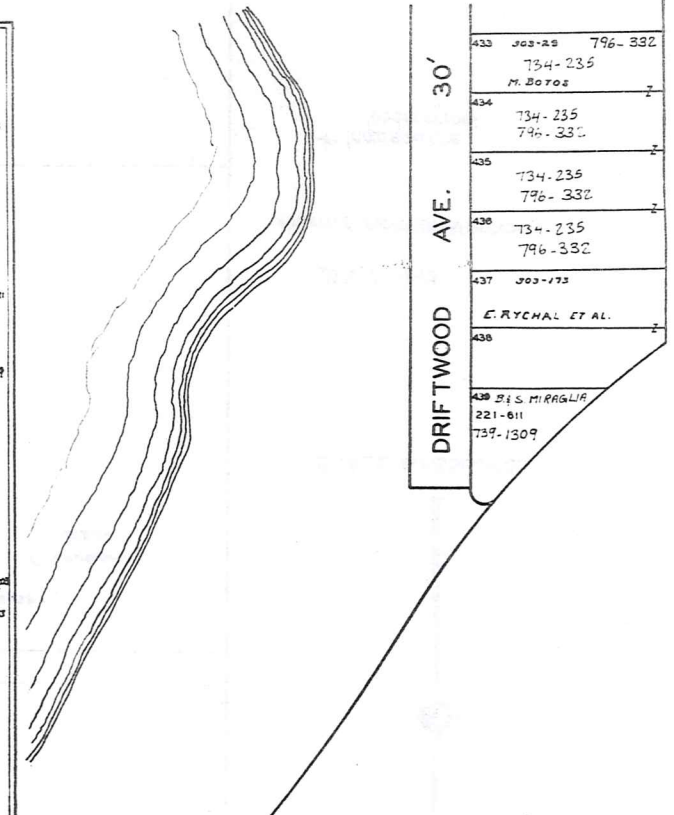 DRIFTWOOD AVE. 30'
433 303-29 796-332
734-235
M. BOTOS
Z
434
734-235
796-332
Z
435
734-235
796-332
Z
436
734-235
796-332
437 303-173
E. RYCHAL ET AL.
Z
438
439 B & S. MIRAGLIA
221-611
739-1309